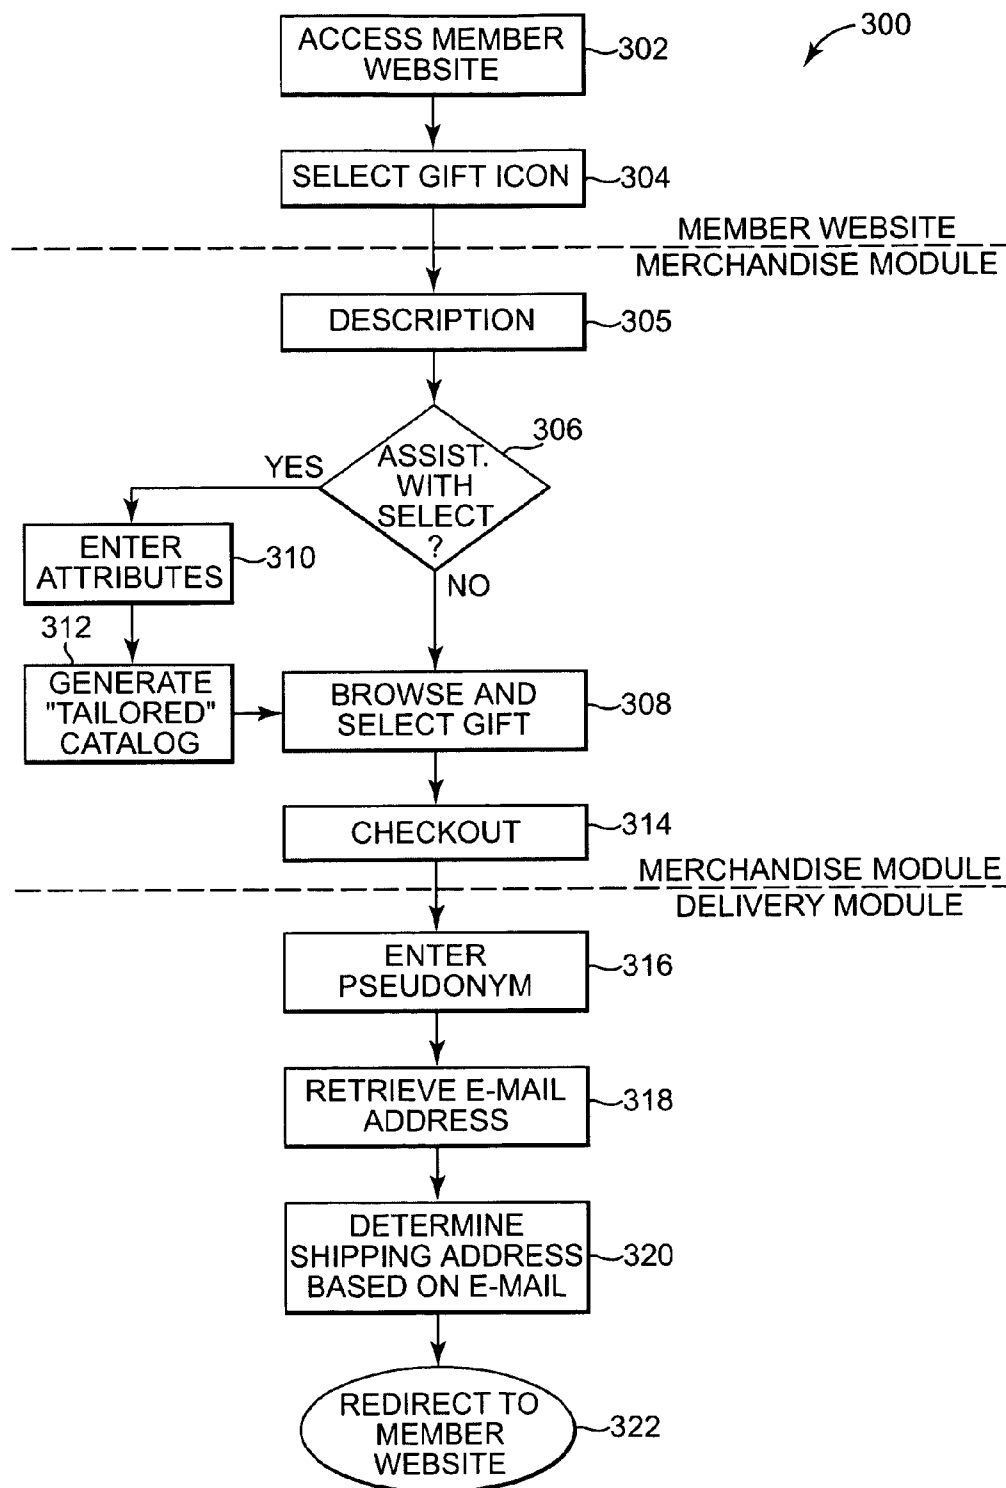 300
ACCESS MEMBER
WEBSITE
302
SELECT GIFT ICON
304
MEMBER WEBSITE
MERCHANDISE MODULE
DESCRIPTION
305
306
ASSIST.
WITH
SELECT
?
YES
NO
ENTER
ATTRIBUTES
310
312
GENERATE
"TAILORED"
CATALOG
BROWSE AND
SELECT GIFT
308
CHECKOUT
314
MERCHANDISE MODULE
DELIVERY MODULE
ENTER
PSEUDONYM
316
RETRIEVE E-MAIL
ADDRESS
318
DETERMINE
SHIPPING ADDRESS
BASED ON E-MAIL
320
REDIRECT TO
MEMBER
WEBSITE
322